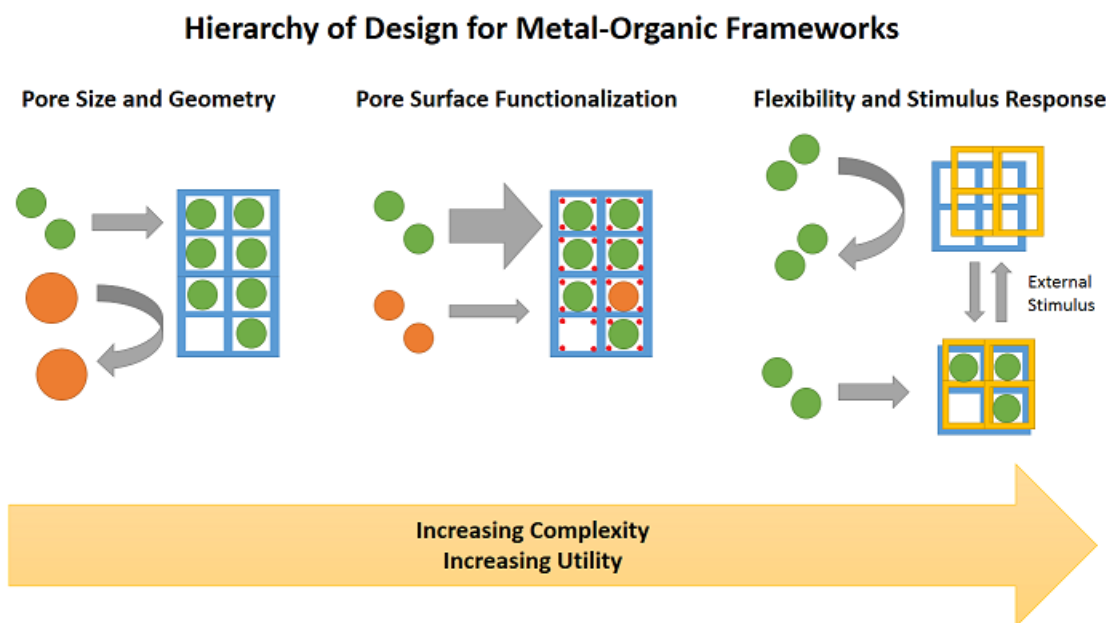 Hierarchy of Design for Metal-Organic Frameworks
Pore Size and Geometry
Pore Surface Functionalization
Flexibility and Stimulus Response
External
Stimulus
Increasing Complexity
Increasing Utility